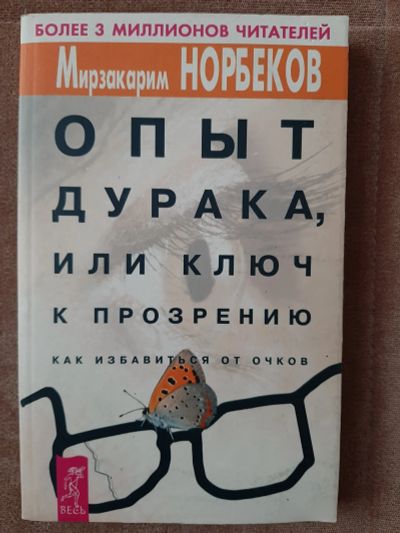 БОЛЕЕ 3 МИЛЛИОНОВ ЧИТАТЕЛЕЙ
Мирзакарим НОРБЕКОВ
ОПЫТ
ДУРАКА,
ИЛИ КЛЮЧ
К ПРОЗРЕНИЮ
КАК ИЗБАВИТЬСЯ ОТ ОЧКОВ
ВЕСЬ